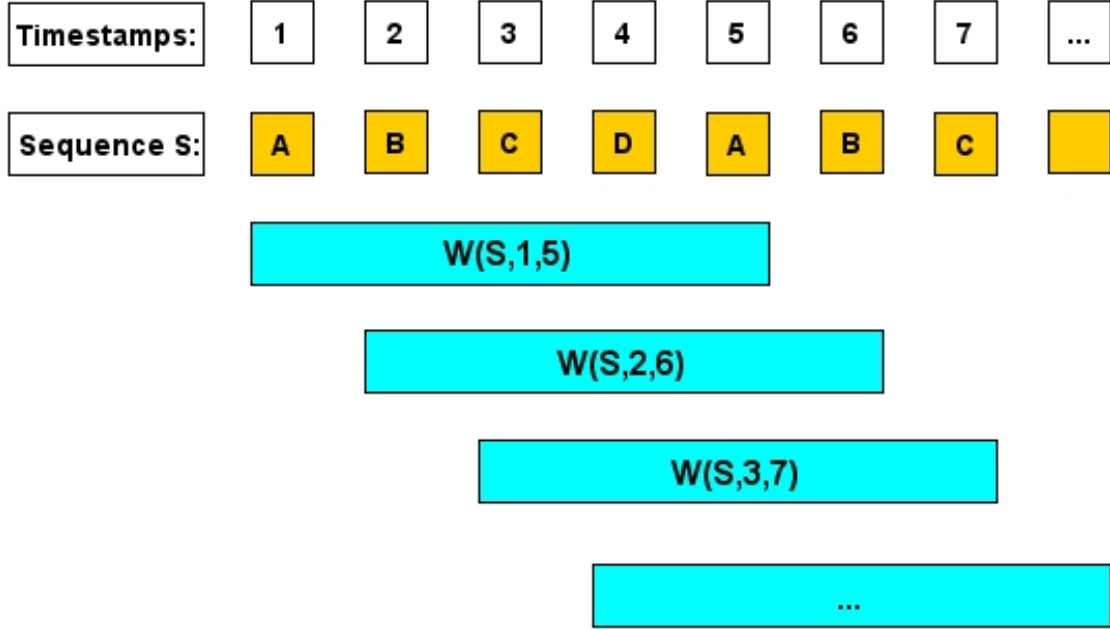 Timestamps: 1 2 3 4 5 6 7 ...
Sequence S: A B C D A B C
W(S,1,5)
W(S,2,6)
W(S,3,7)
...